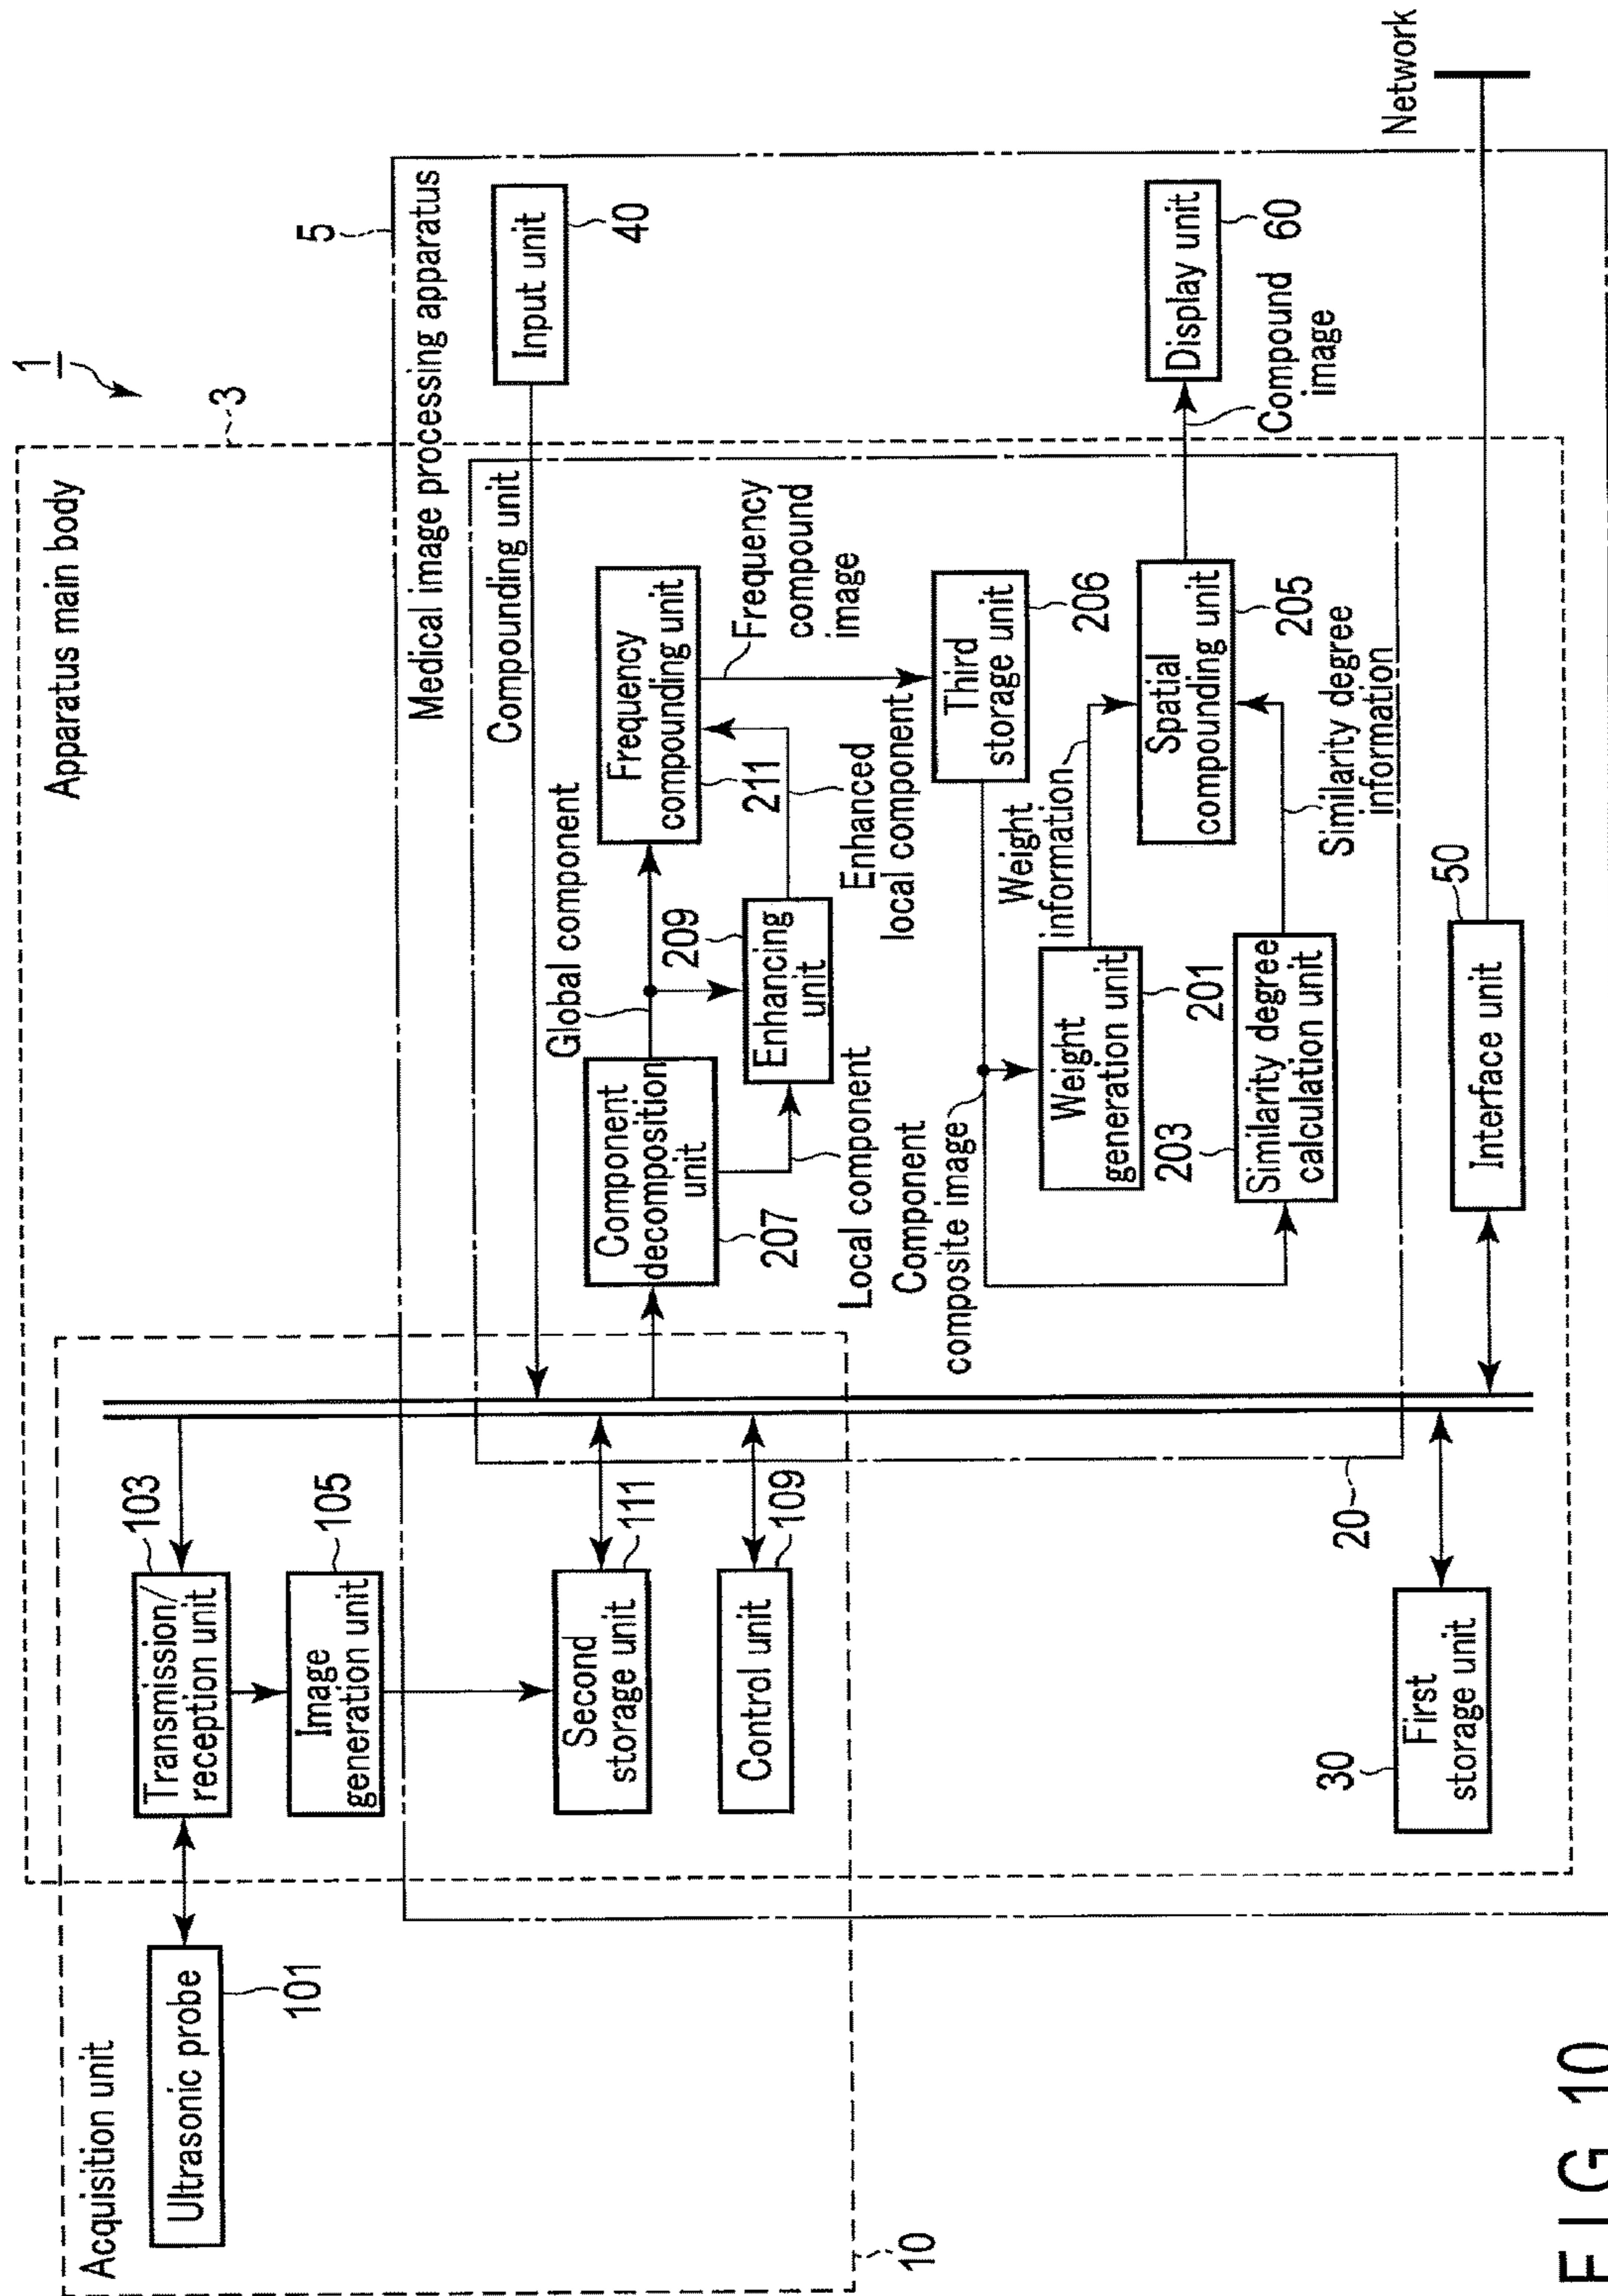 1
3
Apparatus main body
Acquisition unit
Ultrasonic probe
101
10
Transmission/
reception unit
103
Image
generation unit
105
5
Medical image processing apparatus
Second
storage unit
111
Control unit
109
Compounding unit
20
Input unit
40
Component
decomposition
unit
207
Global component
Local component
209
Enhancing
unit
Enhanced
local component
Frequency
compounding unit
211
Frequency
compound
image
Third
storage unit
206
Component
composite image
Weight
generation unit
201
Weight
information
203
Similarity degree
calculation unit
Similarity degree
information
Spatial
compounding unit
205
Compound
image
Display unit
60
30
First
storage unit
Interface unit
50
Network
FIG 10